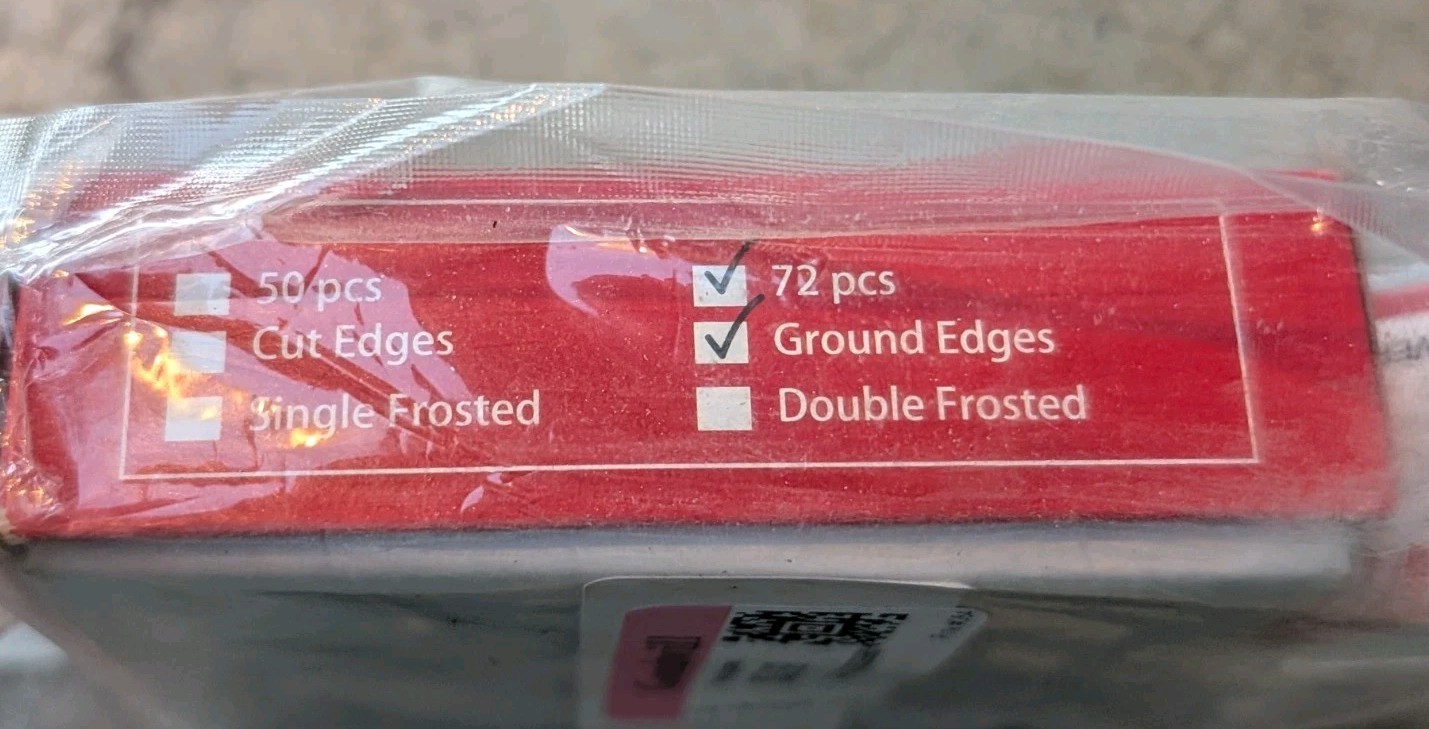 50 pcs ✓ 72 pcs
Cut Edges ✓ Ground Edges
Single Frosted Double Frosted